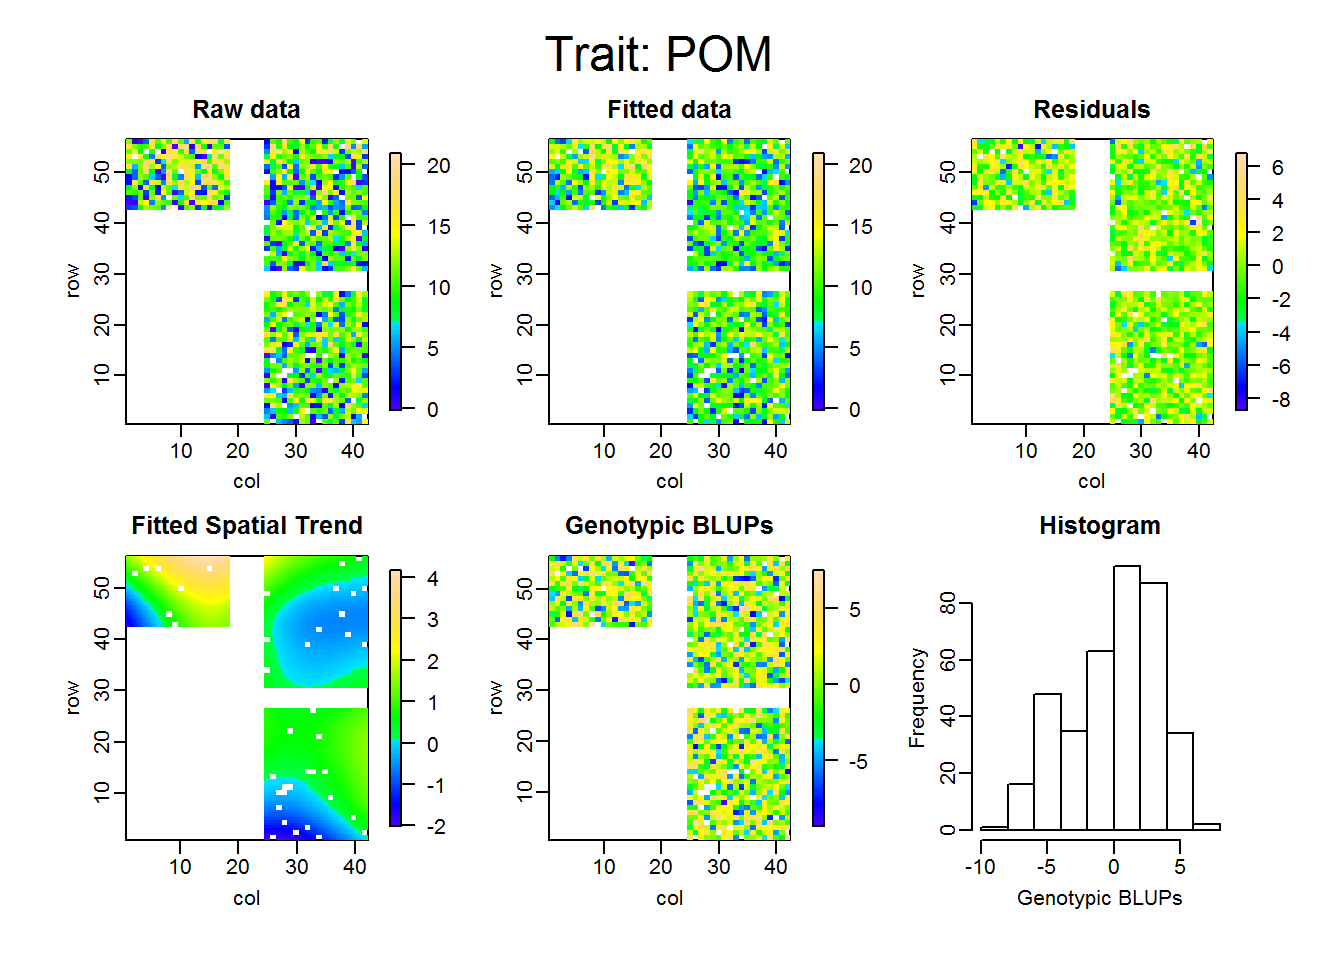 Trait: POM
Raw data
Fitted data
Residuals
row
10 20 30 40 50
10 20 30 40
col
0 5 10 15 20
row
10 20 30 40 50
10 20 30 40
col
0 5 10 15 20
row
10 20 30 40 50
10 20 30 40
col
-8 -6 -4 -2 0 2 4 6
Fitted Spatial Trend
Genotypic BLUPs
Histogram
row
10 20 30 40 50
10 20 30 40
col
-2 -1 0 1 2 3 4
row
10 20 30 40 50
10 20 30 40
col
-5 0 5
Frequency
0 20 40 60 80
-10 -5 0 5
Genotypic BLUPs